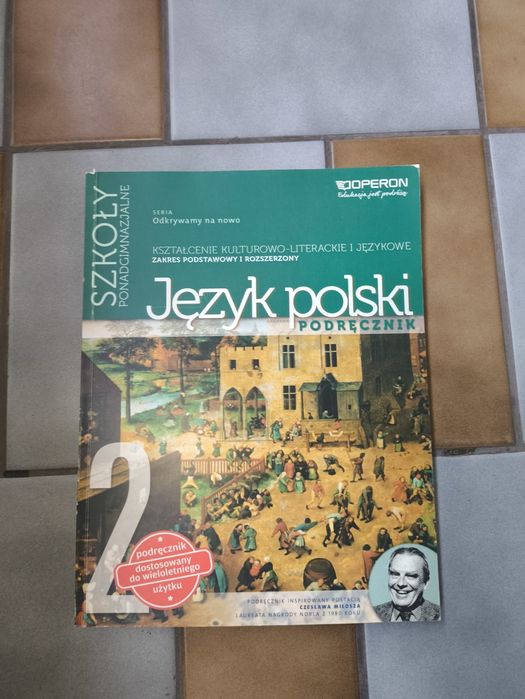 SZKOŁY
PONADGIMNAZJALNE
OPERON
Edukacja jest podróżą
SERIA
Odkrywamy na nowo
KSZTAŁCENIE KULTUROWO-LITERACKIE I JĘZYKOWE
ZAKRES PODSTAWOWY I ROZSZERZONY
Język polski
PODRĘCZNIK
2
podręcznik
dostosowany
do wieloletniego
użytku
PODRĘCZNIK INSPIROWANY POSTACIĄ
CZESŁAWA MIŁOSZA
LAUREATA NAGRODY NOBLA Z 1980 ROKU